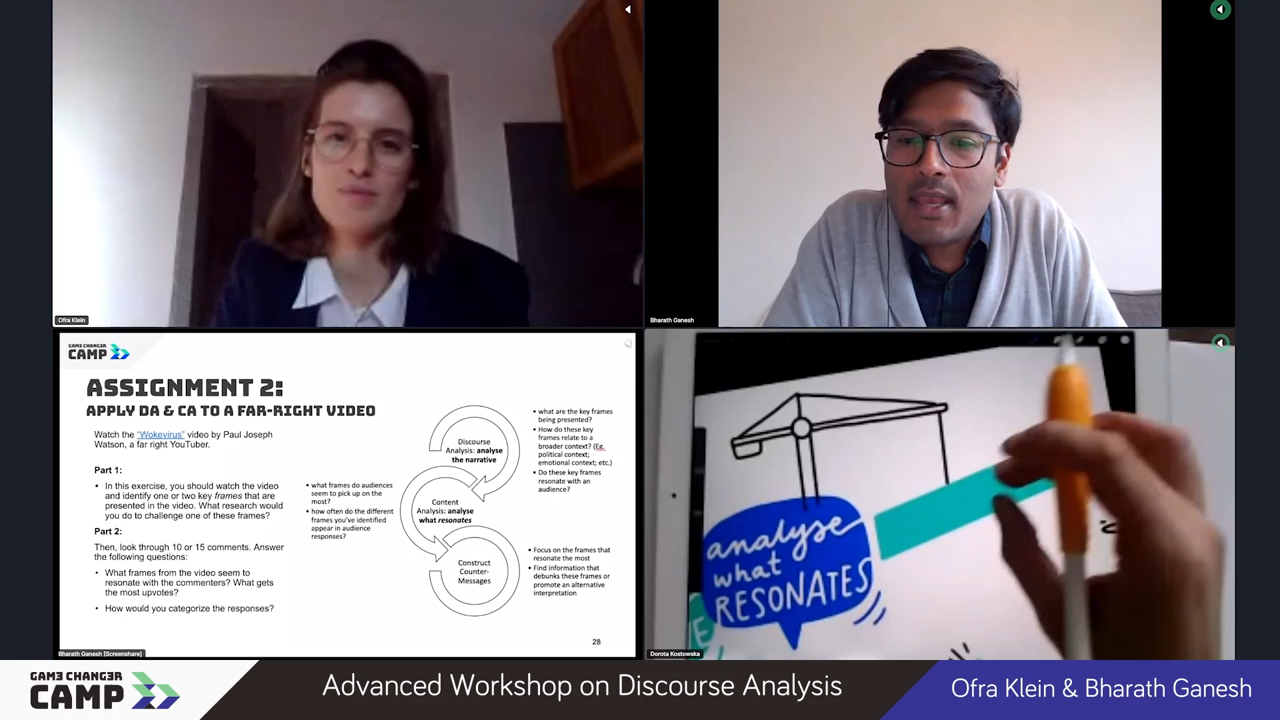 Ofra Klein
Bharath Ganesh
GAM3 CHANG3R
CAMP
ASSIGNMENT 2:
APPLY DA & CA TO A FAR-RIGHT VIDEO
Watch the "Wokevirus" video by Paul Joseph
Watson, a far right YouTuber.
Part 1:
• In this exercise, you should watch the video
and identify one or two key frames that are
presented in the video. What research would
you do to challenge one of these frames?
Part 2:
Then, look through 10 or 15 comments. Answer
the following questions:
• What frames from the video seem to
resonate with the commenters? What gets
the most upvotes?
• How would you categorize the responses?
• what frames do audiences
seem to pick up on the
most?
• how often do the different
frames you've identified
appear in audience
responses?
Discourse
Analysis: analyse
the narrative
Content
Analysis: analyse
what resonates
Construct
Counter-
Messages
• what are the key frames
being presented?
• How do these key
frames relate to a
broader context? (Eg.
political context;
emotional context; etc.)
• Do these key frames
resonate with an
audience?
• Focus on the frames that
resonate the most
• Find information that
debunks these frames or
promote an alternative
interpretation
28
Bharath Ganesh [Screenshare]
analyse
what
RESONATES
Dorota Kostowska
GAM3 CHANG3R
CAMP
Advanced Workshop on Discourse Analysis
Ofra Klein & Bharath Ganesh